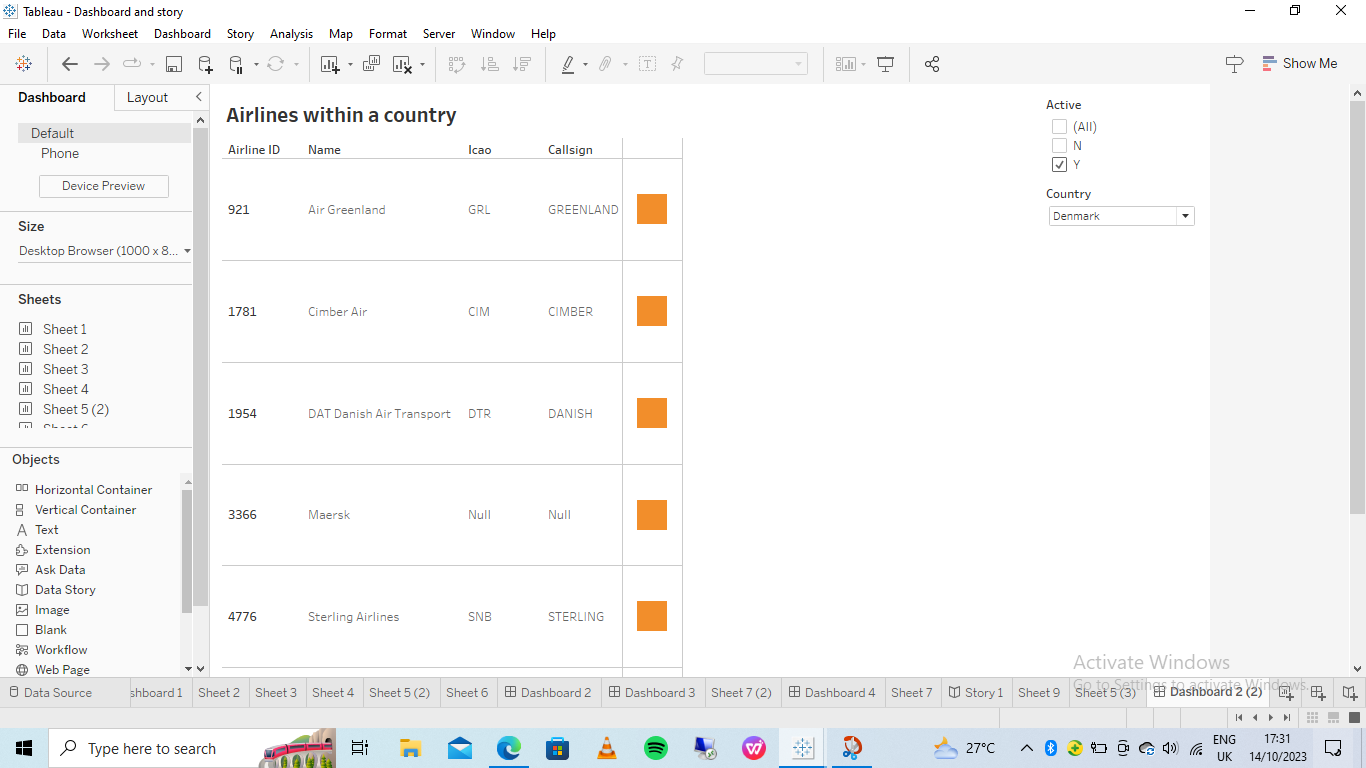 Tableau - Dashboard and story
File Data Worksheet Dashboard Story Analysis Map Format Server Window Help
Show Me
Dashboard Layout
Default
Phone
Device Preview
Size
Desktop Browser (1000 x 8...
Sheets
Sheet 1
Sheet 2
Sheet 3
Sheet 4
Sheet 5 (2)
Objects
Horizontal Container
Vertical Container
Text
Extension
Ask Data
Data Story
Image
Blank
Workflow
Web Page
Airlines within a country
Airline ID Name Icao Callsign
921 Air Greenland GRL GREENLAND
1781 Cimber Air CIM CIMBER
1954 DAT Danish Air Transport DTR DANISH
3366 Maersk Null Null
4776 Sterling Airlines SNB STERLING
Active
(All)
N
Y
Country
Denmark
Activate Windows
Go to Settings to activate Windows.
Data Source shboard 1 Sheet 2 Sheet 3 Sheet 4 Sheet 5 (2) Sheet 6 Dashboard 2 Dashboard 3 Sheet 7 (2) Dashboard 4 Sheet 7 Story 1 Sheet 9 Sheet 5 (3) Dashboard 2 (2)
Type here to search
27°C
ENG
UK
17:31
14/10/2023